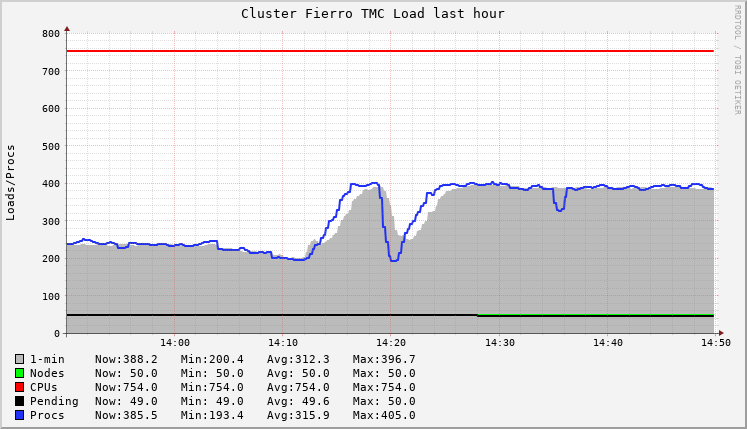 Cluster Fierro TMC Load last hour
RRDTOOL / TOBI OETIKER
Loads/Procs
800
700
600
500
400
300
200
100
0
14:00 14:10 14:20 14:30 14:40 14:50
1-min Now:388.2 Min:200.4 Avg:312.3 Max:396.7
Nodes Now: 50.0 Min: 50.0 Avg: 50.0 Max: 50.0
CPUs Now:754.0 Min:754.0 Avg:754.0 Max:754.0
Pending Now: 49.0 Min: 49.0 Avg: 49.6 Max: 50.0
Procs Now:385.5 Min:193.4 Avg:315.9 Max:405.0